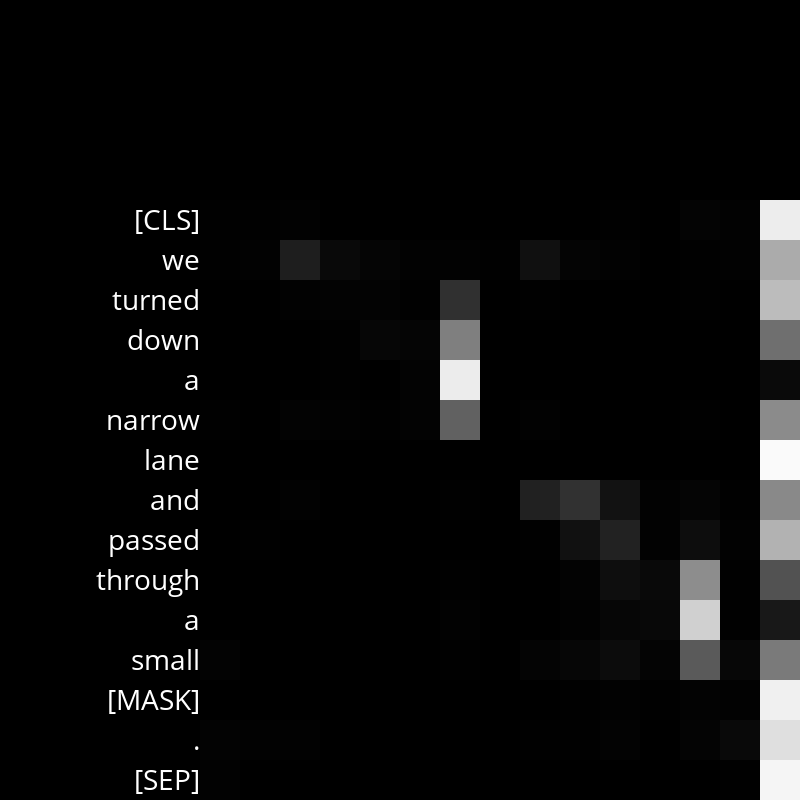 [CLS]
we
turned
down
a
narrow
lane
and
passed
through
a
small
[MASK]
.
[SEP]